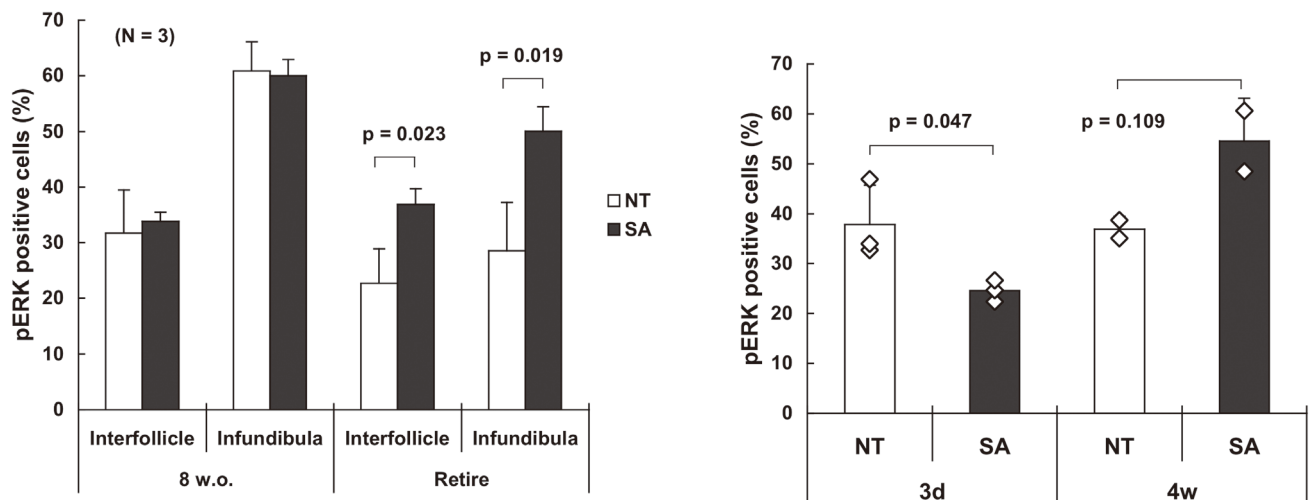 (N = 3)
p = 0.023
p = 0.019
pERK positive cells (%)
70
60
50
40
30
20
10
0
Interfollicle Infundibula Interfollicle Infundibula
8 w.o. Retire
NT
SA
p = 0.047
p = 0.109
pERK positive cells (%)
70
60
50
40
30
20
10
0
NT SA NT SA
3d 4w